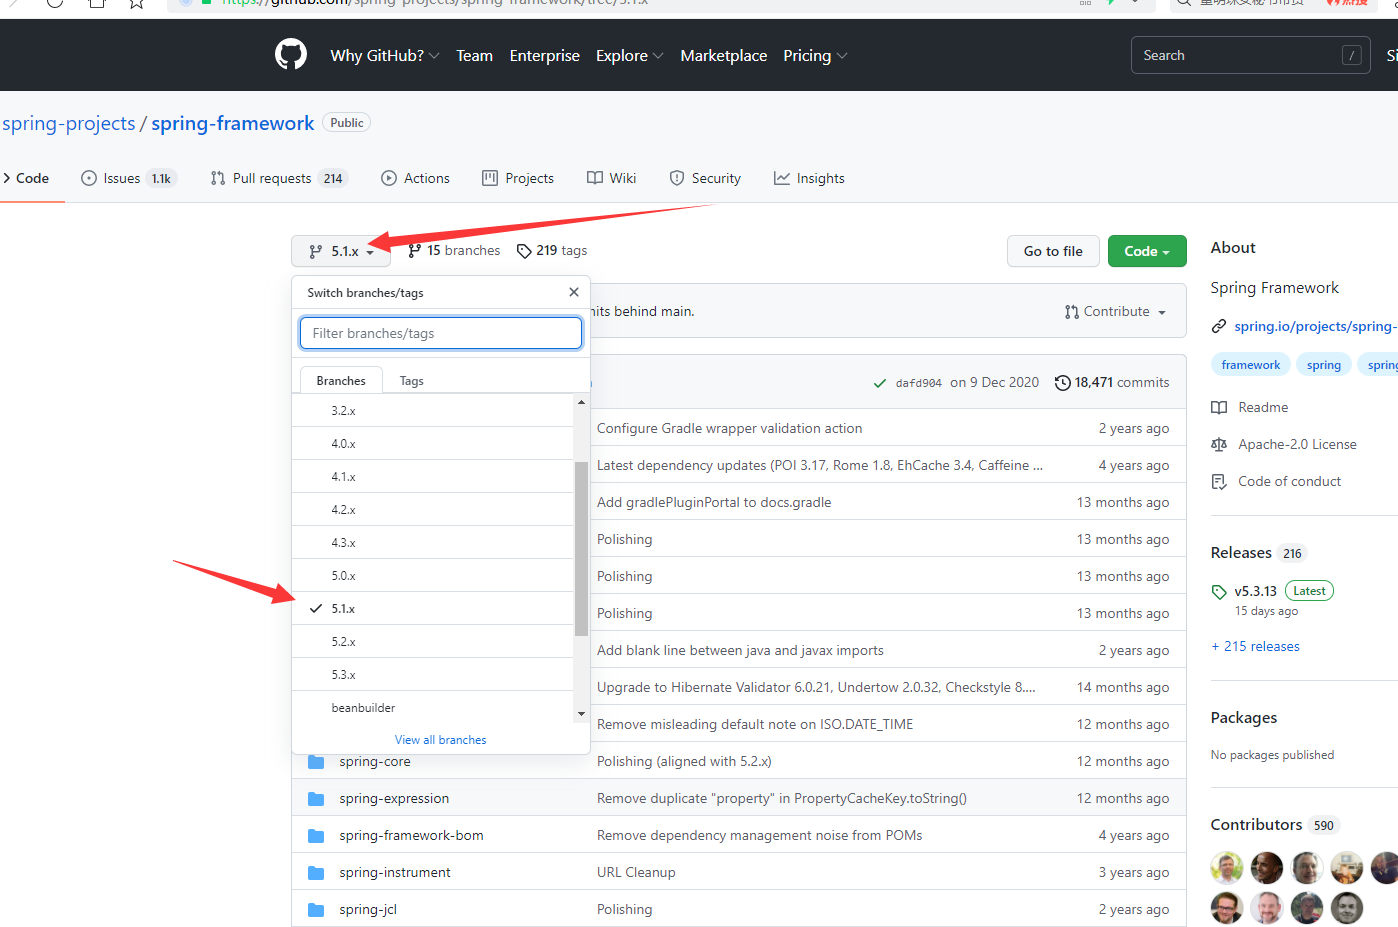 https://github.com/spring-projects/spring-framework/tree/5.1.x
Why GitHub? Team Enterprise Explore Marketplace Pricing Search /
spring-projects / spring-framework Public
Code Issues 1.1k Pull requests 214 Actions Projects Wiki Security Insights
5.1.x 15 branches 219 tags Go to file Code
Switch branches/tags
Filter branches/tags
Branches Tags
3.2.x
4.0.x
4.1.x
4.2.x
4.3.x
5.0.x
5.1.x
5.2.x
5.3.x
beanbuilder
View all branches
behind main. Contribute
dafd904 on 9 Dec 2020 18,471 commits
Configure Gradle wrapper validation action 2 years ago
Latest dependency updates (POI 3.17, Rome 1.8, EhCache 3.4, Caffeine ... 4 years ago
Add gradlePluginPortal to docs.gradle 13 months ago
Polishing 13 months ago
Polishing 13 months ago
Polishing 13 months ago
Add blank line between java and javax imports 2 years ago
Upgrade to Hibernate Validator 6.0.21, Undertow 2.0.32, Checkstyle 8.... 14 months ago
Remove misleading default note on ISO.DATE_TIME 12 months ago
spring-core Polishing (aligned with 5.2.x) 12 months ago
spring-expression Remove duplicate "property" in PropertyCacheKey.toString() 12 months ago
spring-framework-bom Remove dependency management noise from POMs 4 years ago
spring-instrument URL Cleanup 3 years ago
spring-jcl Polishing 2 years ago
About
Spring Framework
spring.io/projects/spring-
framework spring spring
Readme
Apache-2.0 License
Code of conduct
Releases 216
v5.3.13 Latest
15 days ago
+ 215 releases
Packages
No packages published
Contributors 590